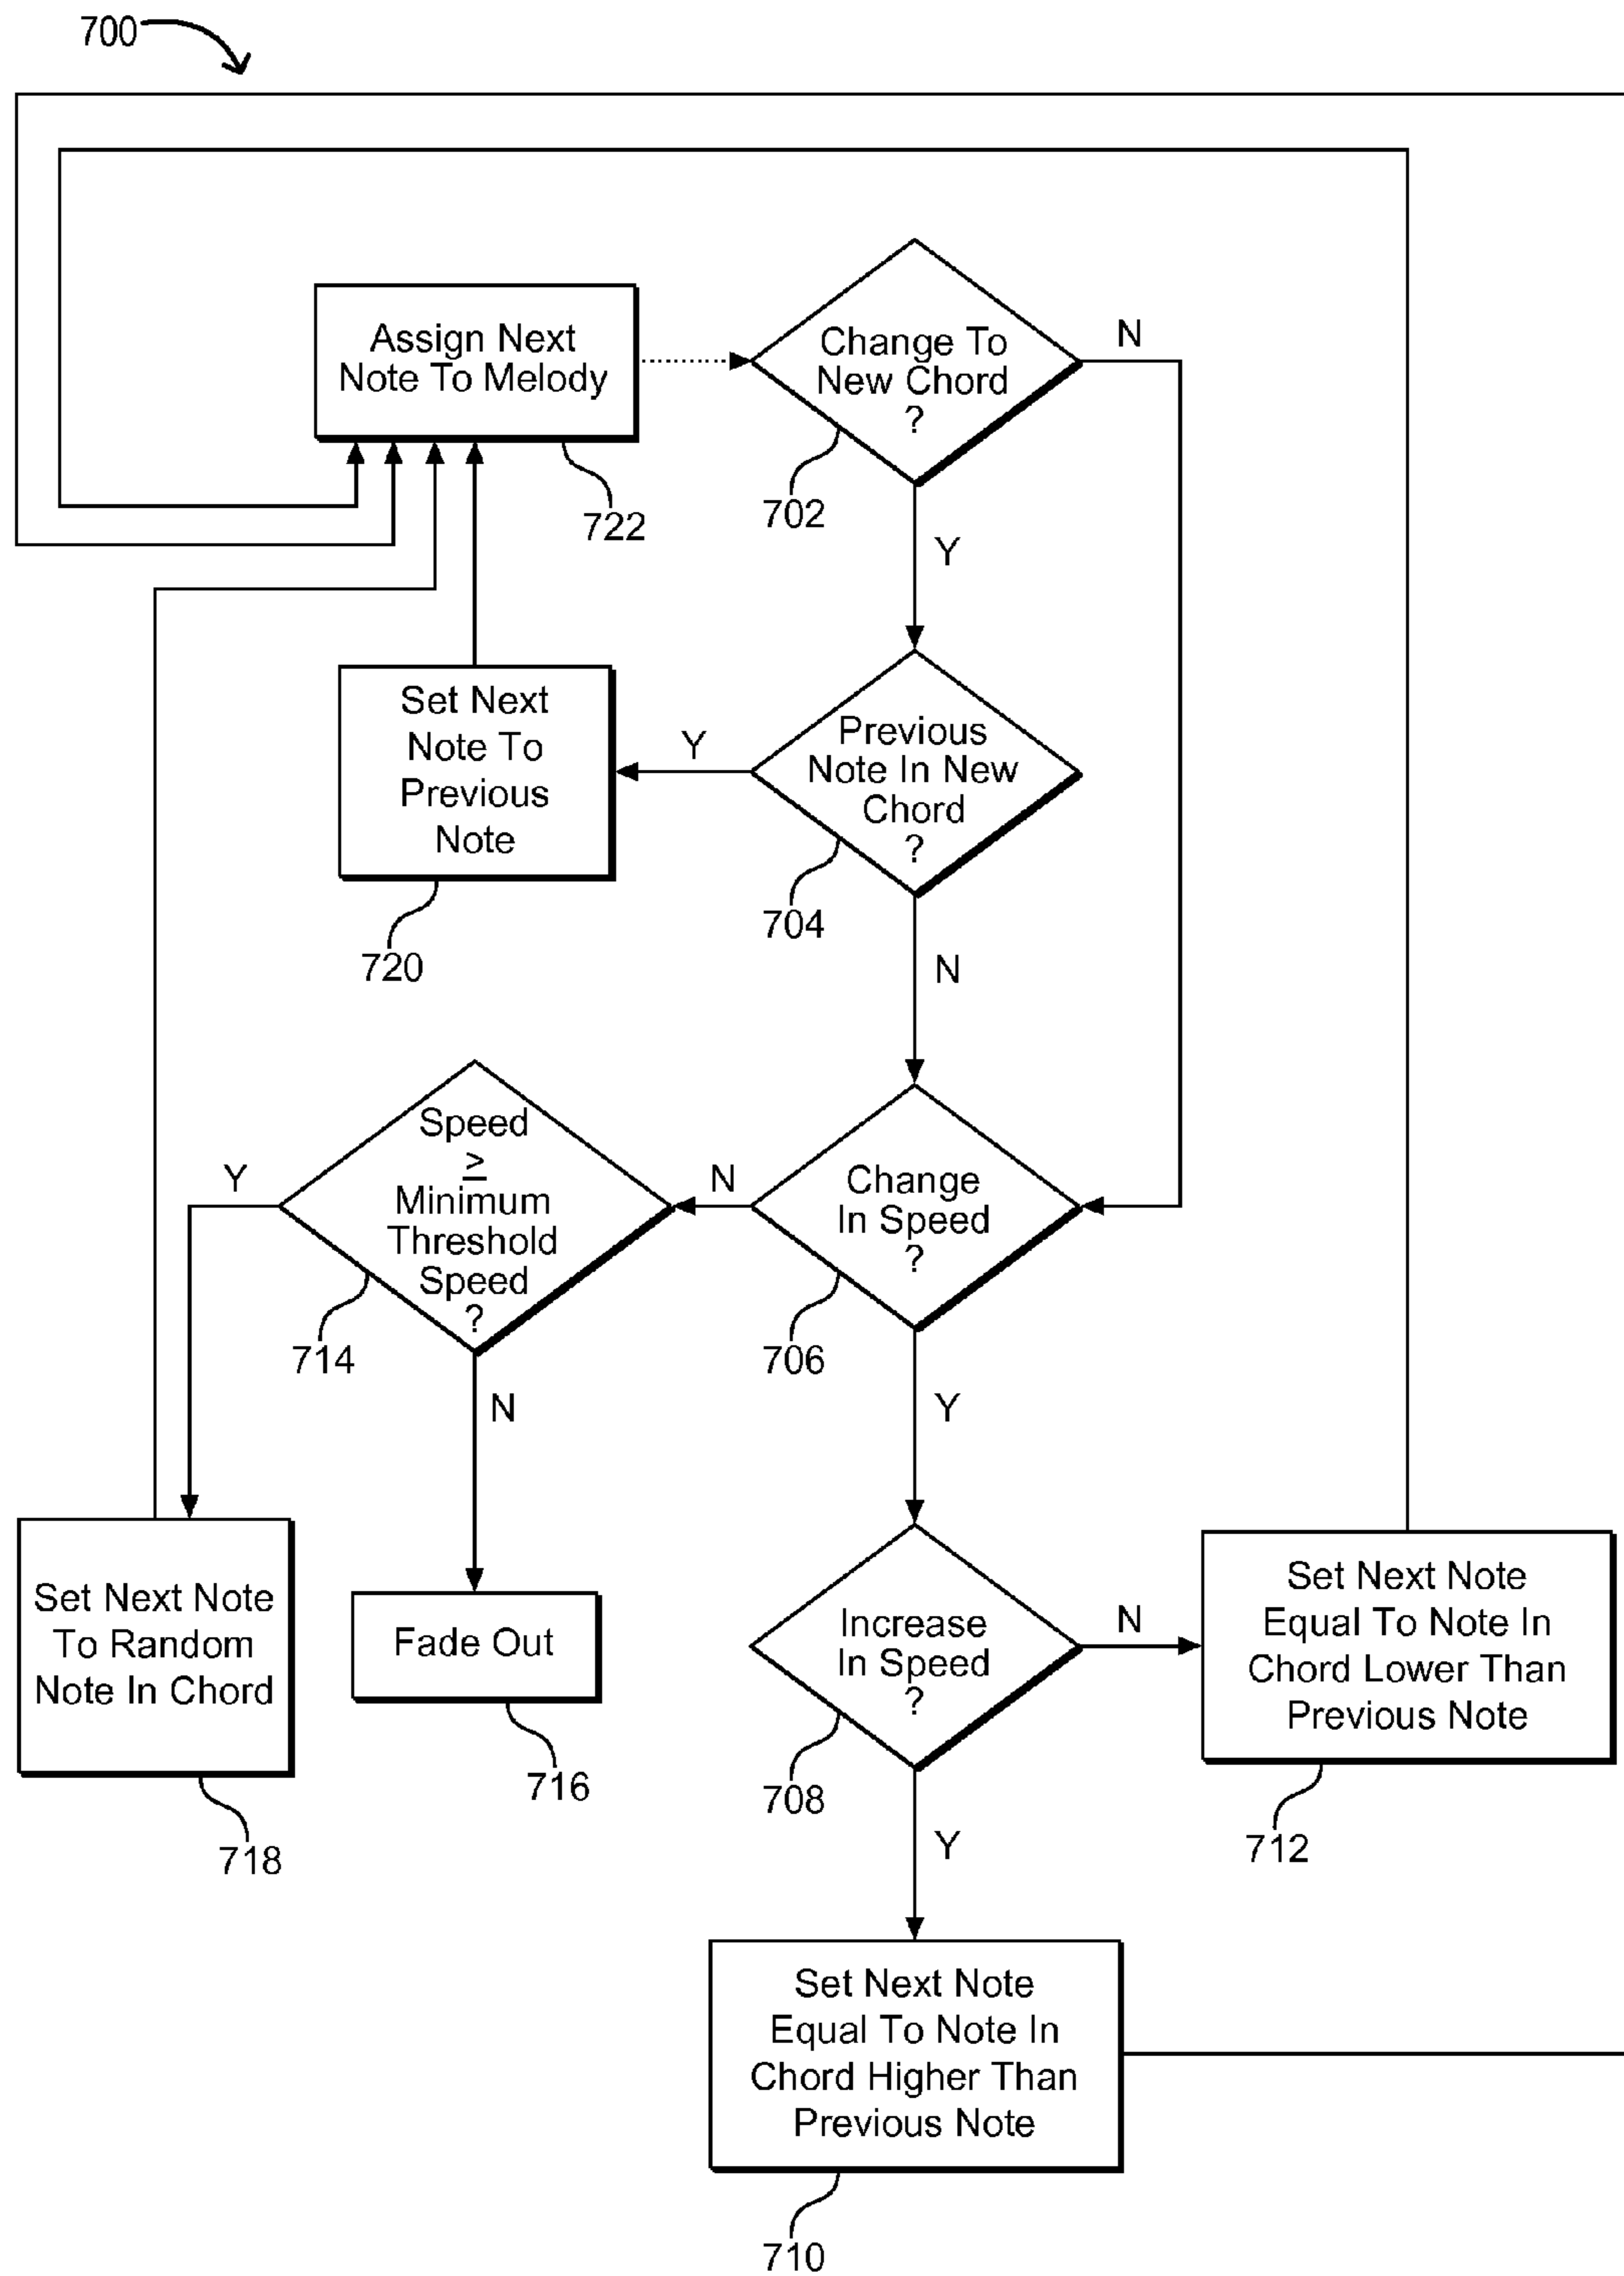 700
Assign Next
Note To Melody
722
Change To
New Chord
?
702
N
Y
Set Next
Note To
Previous
Note
720
Y
Previous
Note In New
Chord
?
704
N
Speed
≥
Minimum
Threshold
Speed
?
714
Y
N
N
Change
In Speed
?
706
Y
Set Next Note
To Random
Note In Chord
718
Fade Out
716
Increase
In Speed
?
708
N
Y
Set Next Note
Equal To Note In
Chord Lower Than
Previous Note
712
Set Next Note
Equal To Note In
Chord Higher Than
Previous Note
710